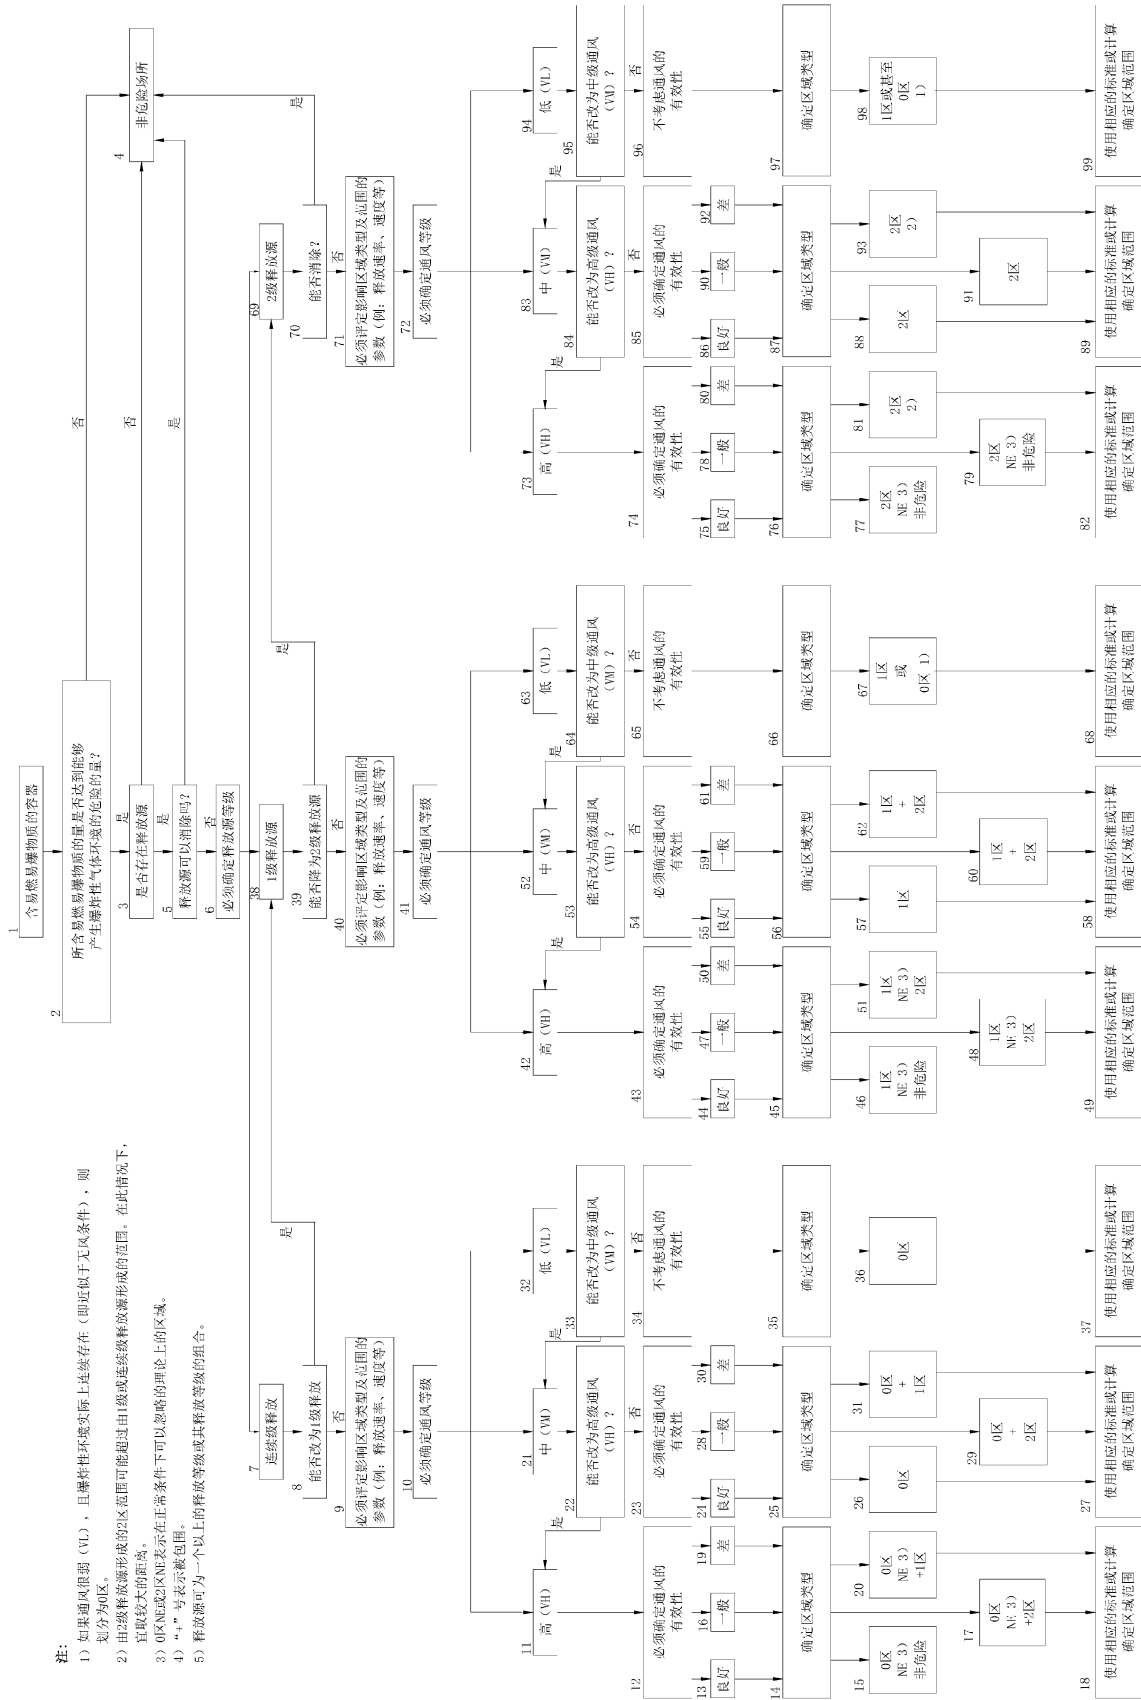 1
含易燃易爆物质的容器
2
所含易燃易爆物质的量是否达到能够
产生爆炸性气体环境的危险的量?
否
是
3
是否存在释放源
否
4
非危险场所
是
5
释放源可以消除吗?
是
否
6
必须确定释放源等级
7
连续级释放
8
能否改为1级释放
是
否
9
必须评定影响区域类型及范围的
参数(例:释放速率、速度等)
10
必须确定通风等级
11
高(VH)
12
必须确定通风的
有效性
13
良好
16
一般
19
差
14
确定区域类型
15
0区
NE 3)
非危险
17
0区
NE 3)
+2区
20
0区
NE 3)
+1区
18
使用相应的标准或计算
确定区域范围
21
中(VM)
22
能否改为高级通风
(VH)?
是
否
23
必须确定通风的
有效性
24
良好
28
一般
30
差
25
确定区域类型
26
0区
29
0区
+
2区
31
0区
+
1区
27
使用相应的标准或计算
确定区域范围
32
低(VL)
33
能否改为中级通风
(VM)?
是
否
34
不考虑通风的
有效性
35
确定区域类型
36
0区
37
使用相应的标准或计算
确定区域范围
38
1级释放源
39
能否降为2级释放源
是
否
40
必须评定影响区域类型及范围的
参数(例:释放速率、速度等)
41
必须确定通风等级
42
高(VH)
43
必须确定通风的
有效性
44
良好
47
一般
50
差
45
确定区域类型
46
1区
NE 3)
非危险
48
1区
NE 3)
2区
51
1区
NE 3)
2区
49
使用相应的标准或计算
确定区域范围
52
中(VM)
53
能否改为高级通风
(VH)?
是
否
54
必须确定通风的
有效性
55
良好
59
一般
61
差
56
确定区域类型
57
1区
60
1区
+
2区
62
1区
+
2区
58
使用相应的标准或计算
确定区域范围
63
低(VL)
64
能否改为中级通风
(VM)?
是
否
65
不考虑通风的
有效性
66
确定区域类型
67
1区
或
0区 1)
68
使用相应的标准或计算
确定区域范围
69
2级释放源
70
能否消除?
是
否
71
必须评定影响区域类型及范围的
参数(例:释放速率、速度等)
72
必须确定通风等级
73
高(VH)
74
必须确定通风的
有效性
75
良好
78
一般
80
差
76
确定区域类型
77
2区
NE 3)
非危险
79
2区
NE 3)
非危险
81
2区
2)
82
使用相应的标准或计算
确定区域范围
83
中(VM)
84
能否改为高级通风
(VH)?
是
否
85
必须确定通风的
有效性
86
良好
90
一般
92
差
87
确定区域类型
88
2区
91
2区
93
2区
2)
89
使用相应的标准或计算
确定区域范围
94
低(VL)
95
能否改为中级通风
(VM)?
是
否
96
不考虑通风的
有效性
97
确定区域类型
98
1区或甚至
0区
1)
99
使用相应的标准或计算
确定区域范围
注:
1) 如果通风很弱(VL),且爆炸性环境实际上连续存在(即近似于无风条件),则
划分为0区。
2) 由2级释放源形成的2区范围可能超过由1级或连续级释放源形成的范围。在此情况下,
宜取较大的距离。
3) 0区NE或2区NE表示在正常条件下可以忽略的理论上的区域。
4) “+”号表示被包围。
5) 释放源可为一个以上的释放等级或其释放等级的组合。